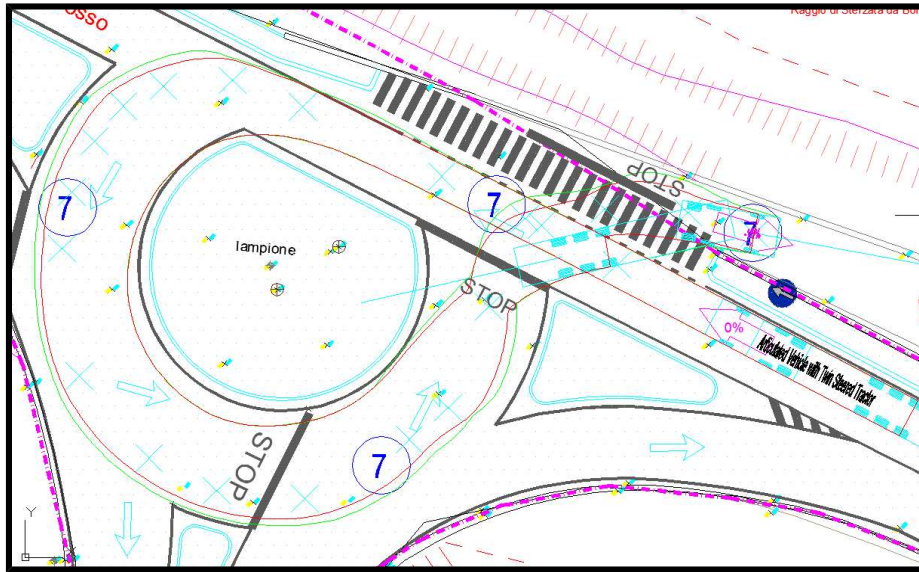 OSSO
Raggio di Sterzata da Bor
STOP
7
7
7
lampione
STOP
0%
Articulated Vehicle with Twin Steered Tractor
STOP
7
Y